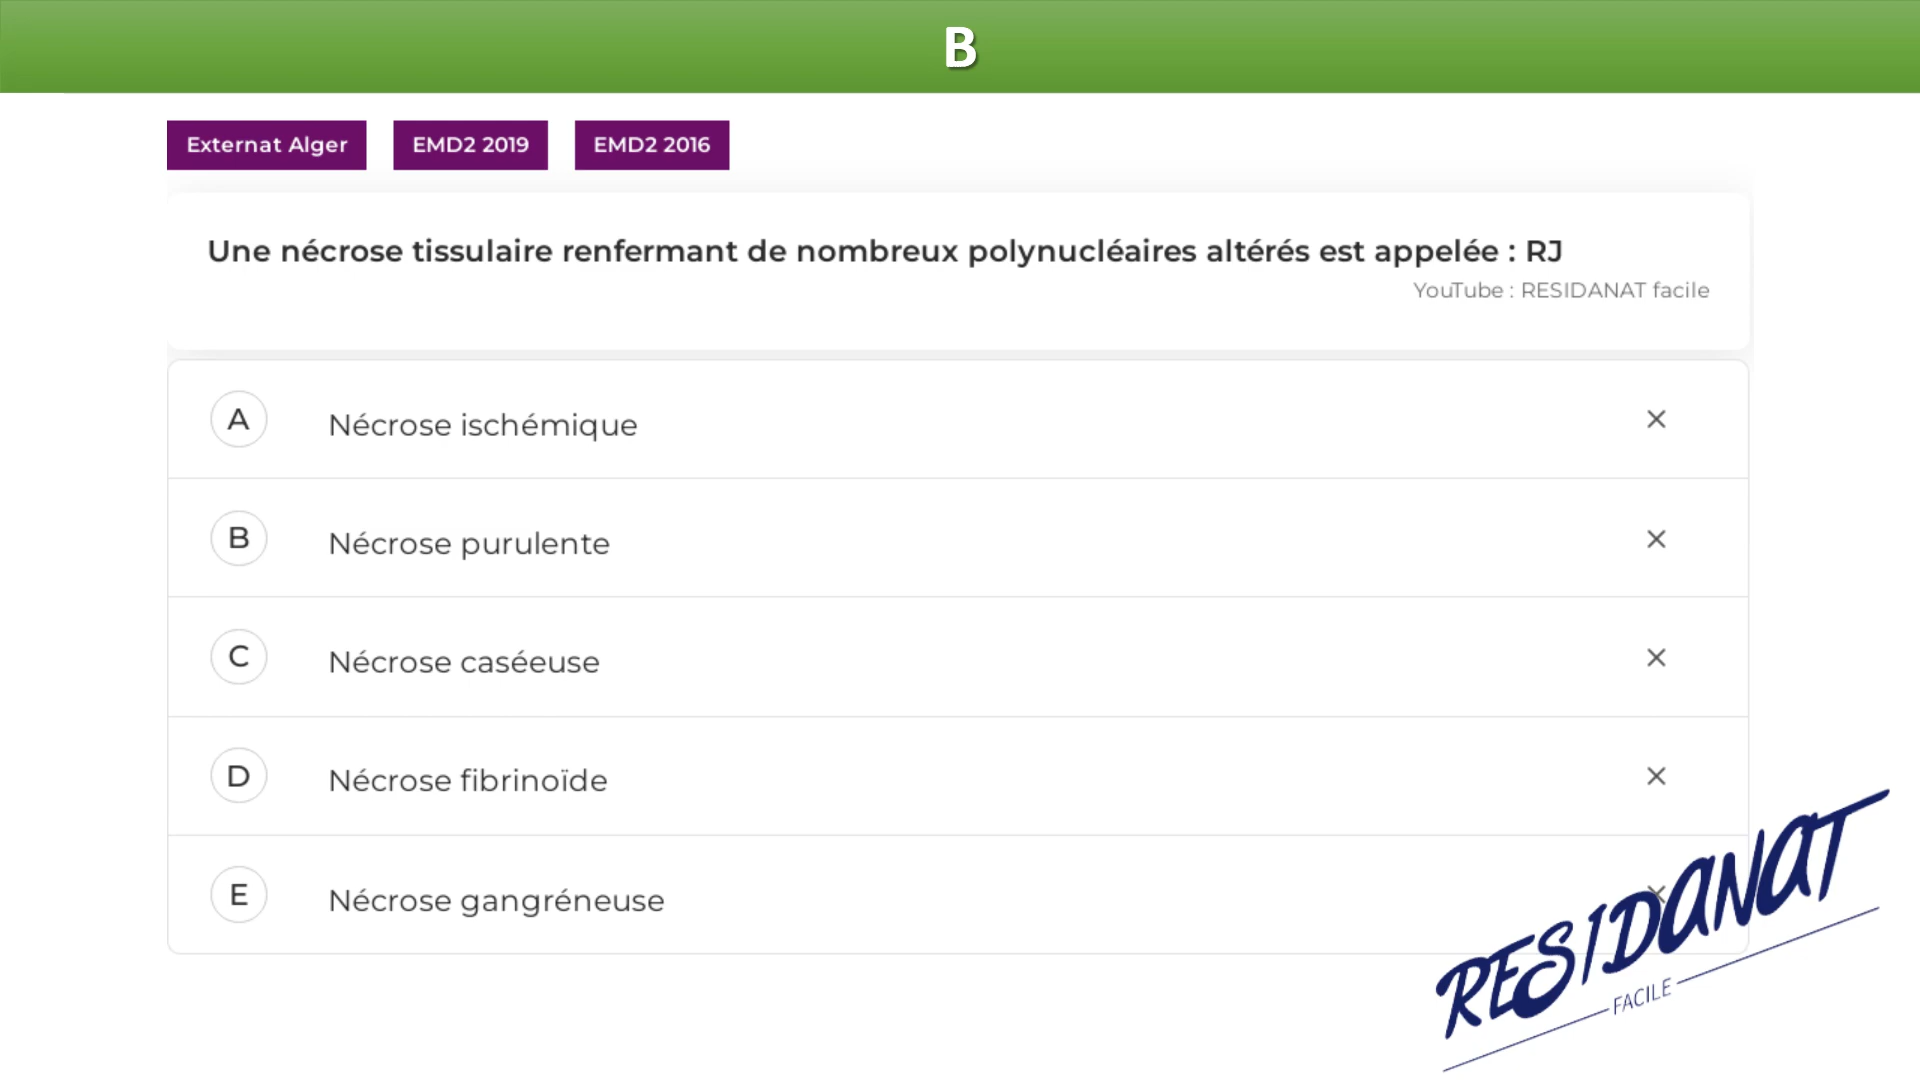 B
Externat Alger EMD2 2019 EMD2 2016
Une nécrose tissulaire renfermant de nombreux polynucléaires altérés est appelée : RJ
YouTube : RESIDANAT facile
A Nécrose ischémique ×
B Nécrose purulente ×
C Nécrose caséeuse ×
D Nécrose fibrinoïde ×
E Nécrose gangréneuse ×
RESIDANAT
FACILE